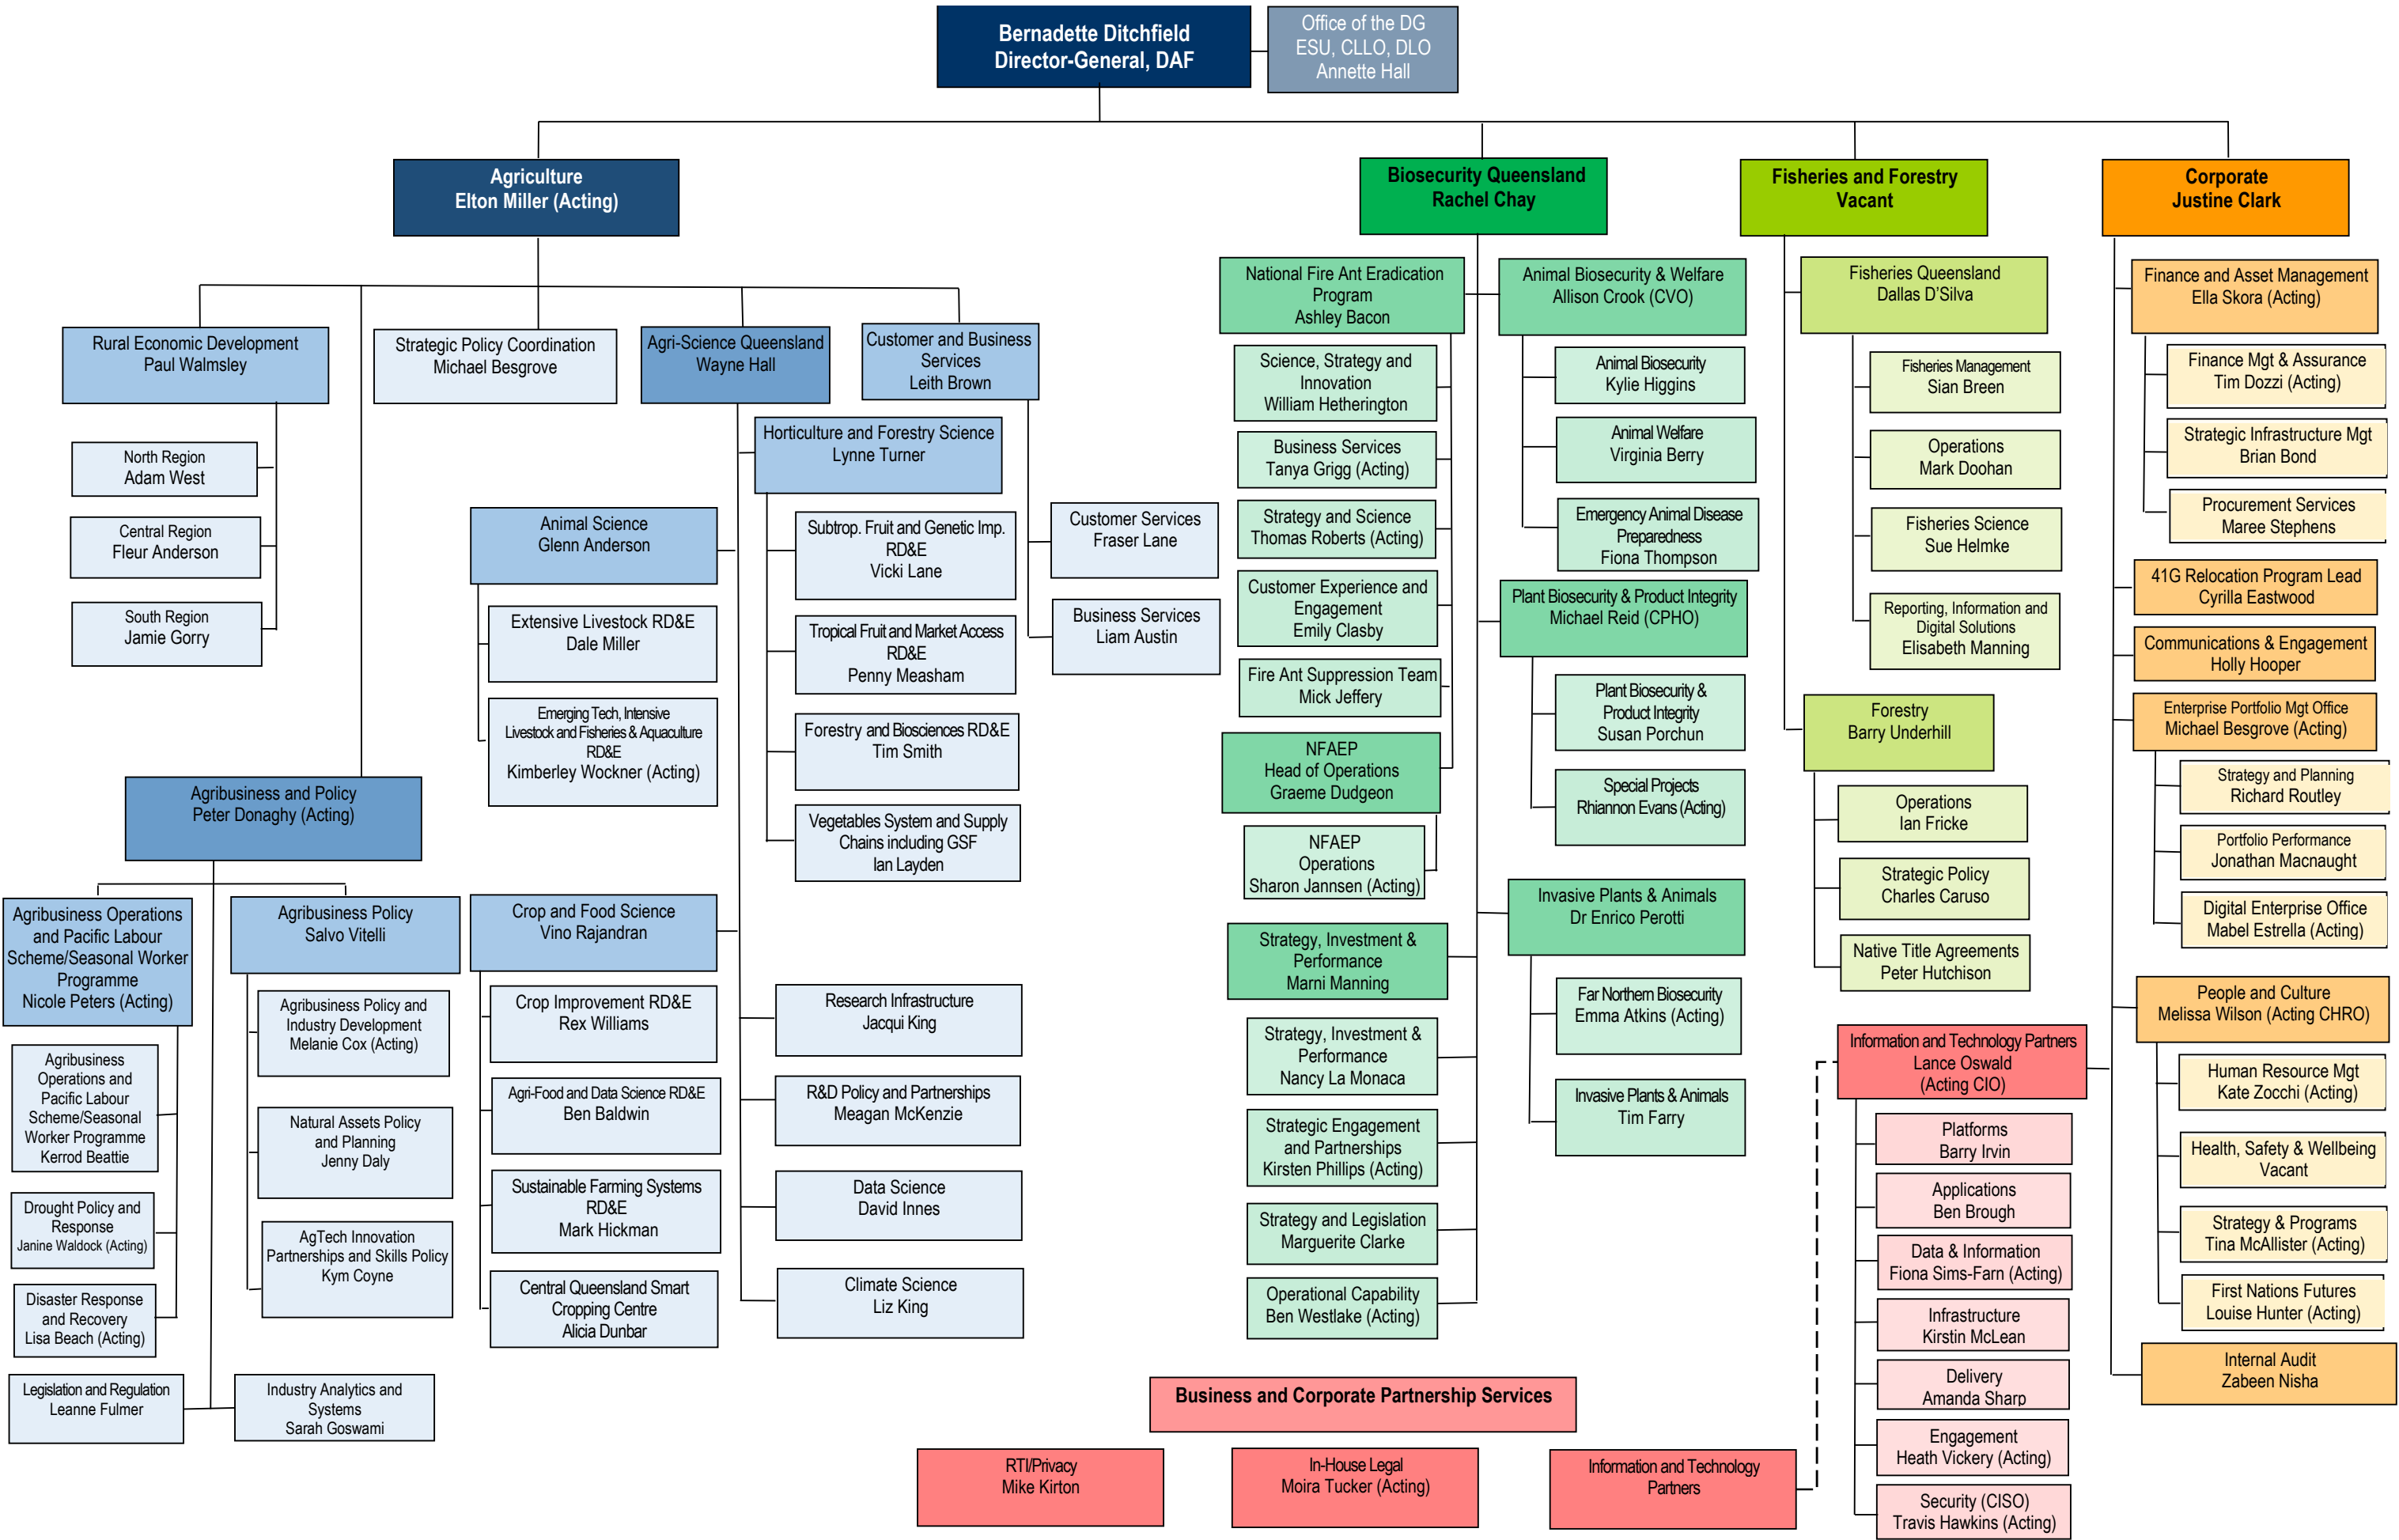 Bernadette Ditchfield
Director-General, DAF
Office of the DG
ESU, CLLO, DLO
Annette Hall
Agriculture
Elton Miller (Acting)
Biosecurity Queensland
Rachel Chay
Fisheries and Forestry
Vacant
Corporate
Justine Clark
Rural Economic Development
Paul Walmsley
North Region
Adam West
Central Region
Fleur Anderson
South Region
Jamie Gorry
Strategic Policy Coordination
Michael Besgrove
Agri-Science Queensland
Wayne Hall
Customer and Business
Services
Leith Brown
Horticulture and Forestry Science
Lynne Turner
Subtrop. Fruit and Genetic Imp.
RD&E
Vicki Lane
Tropical Fruit and Market Access
RD&E
Penny Measham
Forestry and Biosciences RD&E
Tim Smith
Vegetables System and Supply
Chains including GSF
Ian Layden
Customer Services
Fraser Lane
Business Services
Liam Austin
Animal Science
Glenn Anderson
Extensive Livestock RD&E
Dale Miller
Emerging Tech, Intensive
Livestock and Fisheries & Aquaculture
RD&E
Kimberley Wockner (Acting)
Agribusiness and Policy
Peter Donaghy (Acting)
Agribusiness Operations
and Pacific Labour
Scheme/Seasonal Worker
Programme
Nicole Peters (Acting)
Agribusiness
Operations and
Pacific Labour
Scheme/Seasonal
Worker Programme
Kerrod Beattie
Drought Policy and
Response
Janine Waldock (Acting)
Disaster Response
and Recovery
Lisa Beach (Acting)
Legislation and Regulation
Leanne Fulmer
Agribusiness Policy
Salvo Vitelli
Agribusiness Policy and
Industry Development
Melanie Cox (Acting)
Natural Assets Policy
and Planning
Jenny Daly
AgTech Innovation
Partnerships and Skills Policy
Kym Coyne
Industry Analytics and
Systems
Sarah Goswami
Crop and Food Science
Vino Rajandran
Crop Improvement RD&E
Rex Williams
Agri-Food and Data Science RD&E
Ben Baldwin
Sustainable Farming Systems
RD&E
Mark Hickman
Central Queensland Smart
Cropping Centre
Alicia Dunbar
Research Infrastructure
Jacqui King
R&D Policy and Partnerships
Meagan McKenzie
Data Science
David Innes
Climate Science
Liz King
National Fire Ant Eradication
Program
Ashley Bacon
Science, Strategy and
Innovation
William Hetherington
Business Services
Tanya Grigg (Acting)
Strategy and Science
Thomas Roberts (Acting)
Customer Experience and
Engagement
Emily Clasby
Fire Ant Suppression Team
Mick Jeffery
NFAEP
Head of Operations
Graeme Dudgeon
NFAEP
Operations
Sharon Jannsen (Acting)
Strategy, Investment &
Performance
Marni Manning
Strategy, Investment &
Performance
Nancy La Monaca
Strategic Engagement
and Partnerships
Kirsten Phillips (Acting)
Strategy and Legislation
Marguerite Clarke
Operational Capability
Ben Westlake (Acting)
Animal Biosecurity & Welfare
Allison Crook (CVO)
Animal Biosecurity
Kylie Higgins
Animal Welfare
Virginia Berry
Emergency Animal Disease
Preparedness
Fiona Thompson
Plant Biosecurity & Product Integrity
Michael Reid (CPHO)
Plant Biosecurity &
Product Integrity
Susan Porchun
Special Projects
Rhiannon Evans (Acting)
Invasive Plants & Animals
Dr Enrico Perotti
Far Northern Biosecurity
Emma Atkins (Acting)
Invasive Plants & Animals
Tim Farry
Fisheries Queensland
Dallas D'Silva
Fisheries Management
Sian Breen
Operations
Mark Doohan
Fisheries Science
Sue Helmke
Reporting, Information and
Digital Solutions
Elisabeth Manning
Forestry
Barry Underhill
Operations
Ian Fricke
Strategic Policy
Charles Caruso
Native Title Agreements
Peter Hutchison
Finance and Asset Management
Ella Skora (Acting)
Finance Mgt & Assurance
Tim Dozzi (Acting)
Strategic Infrastructure Mgt
Brian Bond
Procurement Services
Maree Stephens
41G Relocation Program Lead
Cyrilla Eastwood
Communications & Engagement
Holly Hooper
Enterprise Portfolio Mgt Office
Michael Besgrove (Acting)
Strategy and Planning
Richard Routley
Portfolio Performance
Jonathan Macnaught
Digital Enterprise Office
Mabel Estrella (Acting)
People and Culture
Melissa Wilson (Acting CHRO)
Human Resource Mgt
Kate Zocchi (Acting)
Health, Safety & Wellbeing
Vacant
Strategy & Programs
Tina McAllister (Acting)
First Nations Futures
Louise Hunter (Acting)
Internal Audit
Zabeen Nisha
Information and Technology Partners
Lance Oswald
(Acting CIO)
Platforms
Barry Irvin
Applications
Ben Brough
Data & Information
Fiona Sims-Farn (Acting)
Infrastructure
Kirstin McLean
Delivery
Amanda Sharp
Engagement
Heath Vickery (Acting)
Security (CISO)
Travis Hawkins (Acting)
Business and Corporate Partnership Services
RTI/Privacy
Mike Kirton
In-House Legal
Moira Tucker (Acting)
Information and Technology
Partners